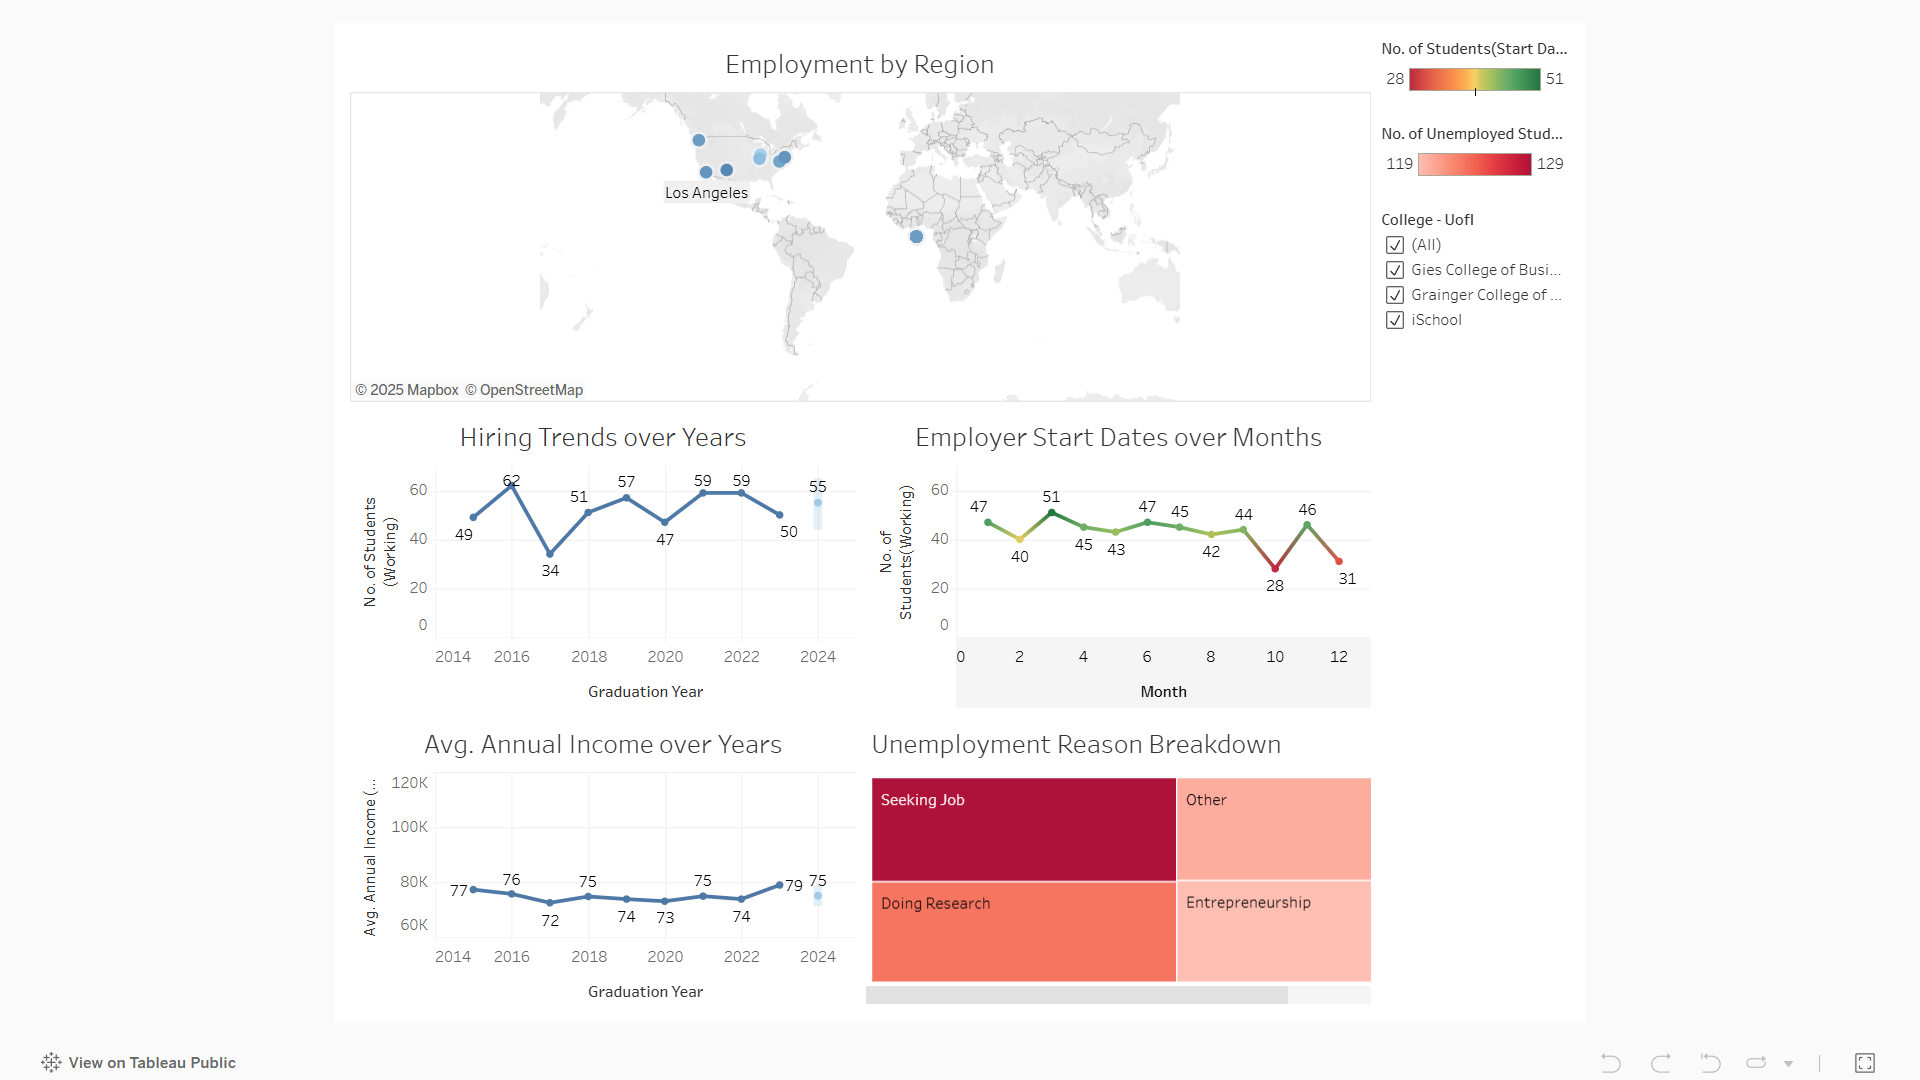 Employment by Region
Los Angeles
© 2025 Mapbox © OpenStreetMap
No. of Students(Start Da...
28 51
No. of Unemployed Stud...
119 129
College - UofI
(All)
Gies College of Busi...
Grainger College of ...
iSchool
Hiring Trends over Years
No. of Students
(Working)
60
40
20
0
49
62
34
51
57
47
59
59
50
55
2014 2016 2018 2020 2022 2024
Graduation Year
Employer Start Dates over Months
No. of
Students(Working)
60
40
20
0
47
40
51
45
43
47
45
42
44
28
46
31
0 2 4 6 8 10 12
Month
Avg. Annual Income over Years
Avg. Annual Income (...
120K
100K
80K
60K
77
76
72
75
74
73
75
74
79
75
2014 2016 2018 2020 2022 2024
Graduation Year
Unemployment Reason Breakdown
Seeking Job
Other
Doing Research
Entrepreneurship
View on Tableau Public